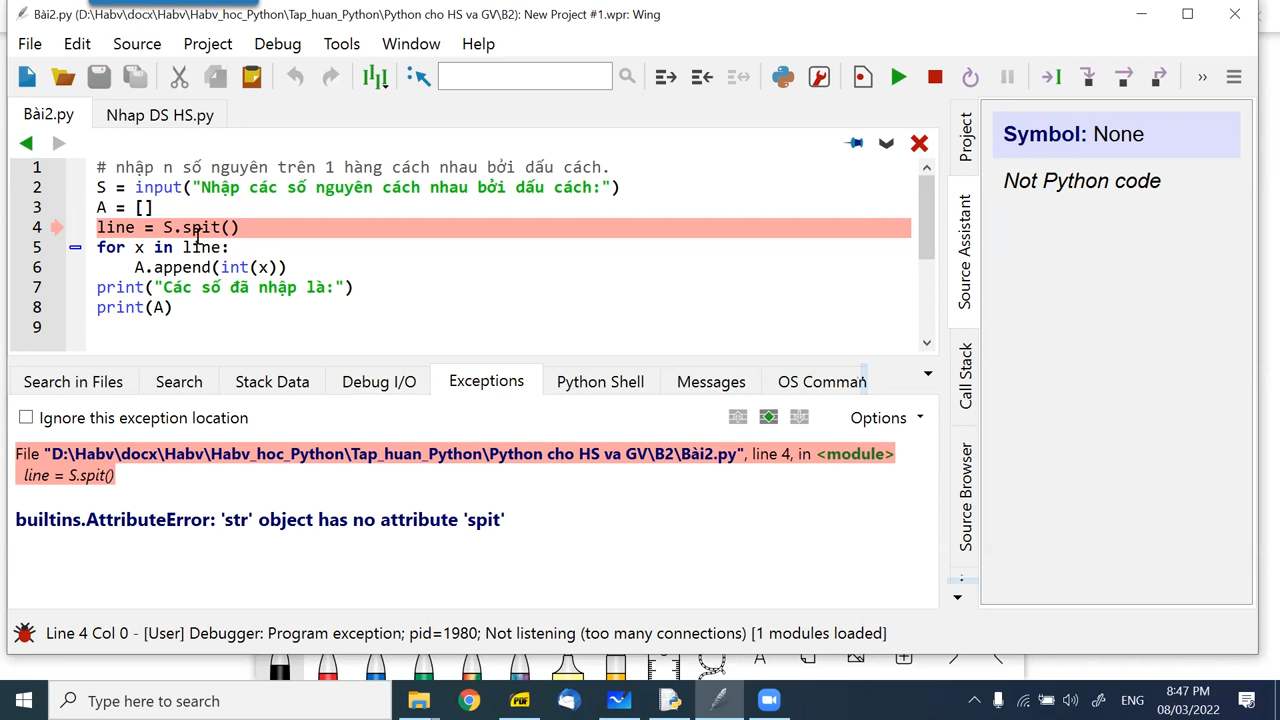 Bài2.py (D:\Habv\docx\Habv\Habv_hoc_Python\Tap_huan_Python\Python cho HS va GV\B2): New Project #1.wpr: Wing
File Edit Source Project Debug Tools Window Help
Bài2.py Nhap DS HS.py
1 # nhập n số nguyên trên 1 hàng cách nhau bởi dấu cách.
2 S = input("Nhập các số nguyên cách nhau bởi dấu cách:")
3 A = []
4 line = S.spit()
5 for x in line:
6 A.append(int(x))
7 print("Các số đã nhập là:")
8 print(A)
9
Project
Source Assistant
Call Stack
Source Browser
Symbol: None
Not Python code
Search in Files Search Stack Data Debug I/O Exceptions Python Shell Messages OS Comman
Ignore this exception location
Options
File "D:\Habv\docx\Habv\Habv_hoc_Python\Tap_huan_Python\Python cho HS va GV\B2\Bài2.py", line 4, in <module>
line = S.spit()
builtins.AttributeError: 'str' object has no attribute 'spit'
Line 4 Col 0 - [User] Debugger: Program exception; pid=1980; Not listening (too many connections) [1 modules loaded]
Type here to search
PDF
ENG
8:47 PM
08/03/2022